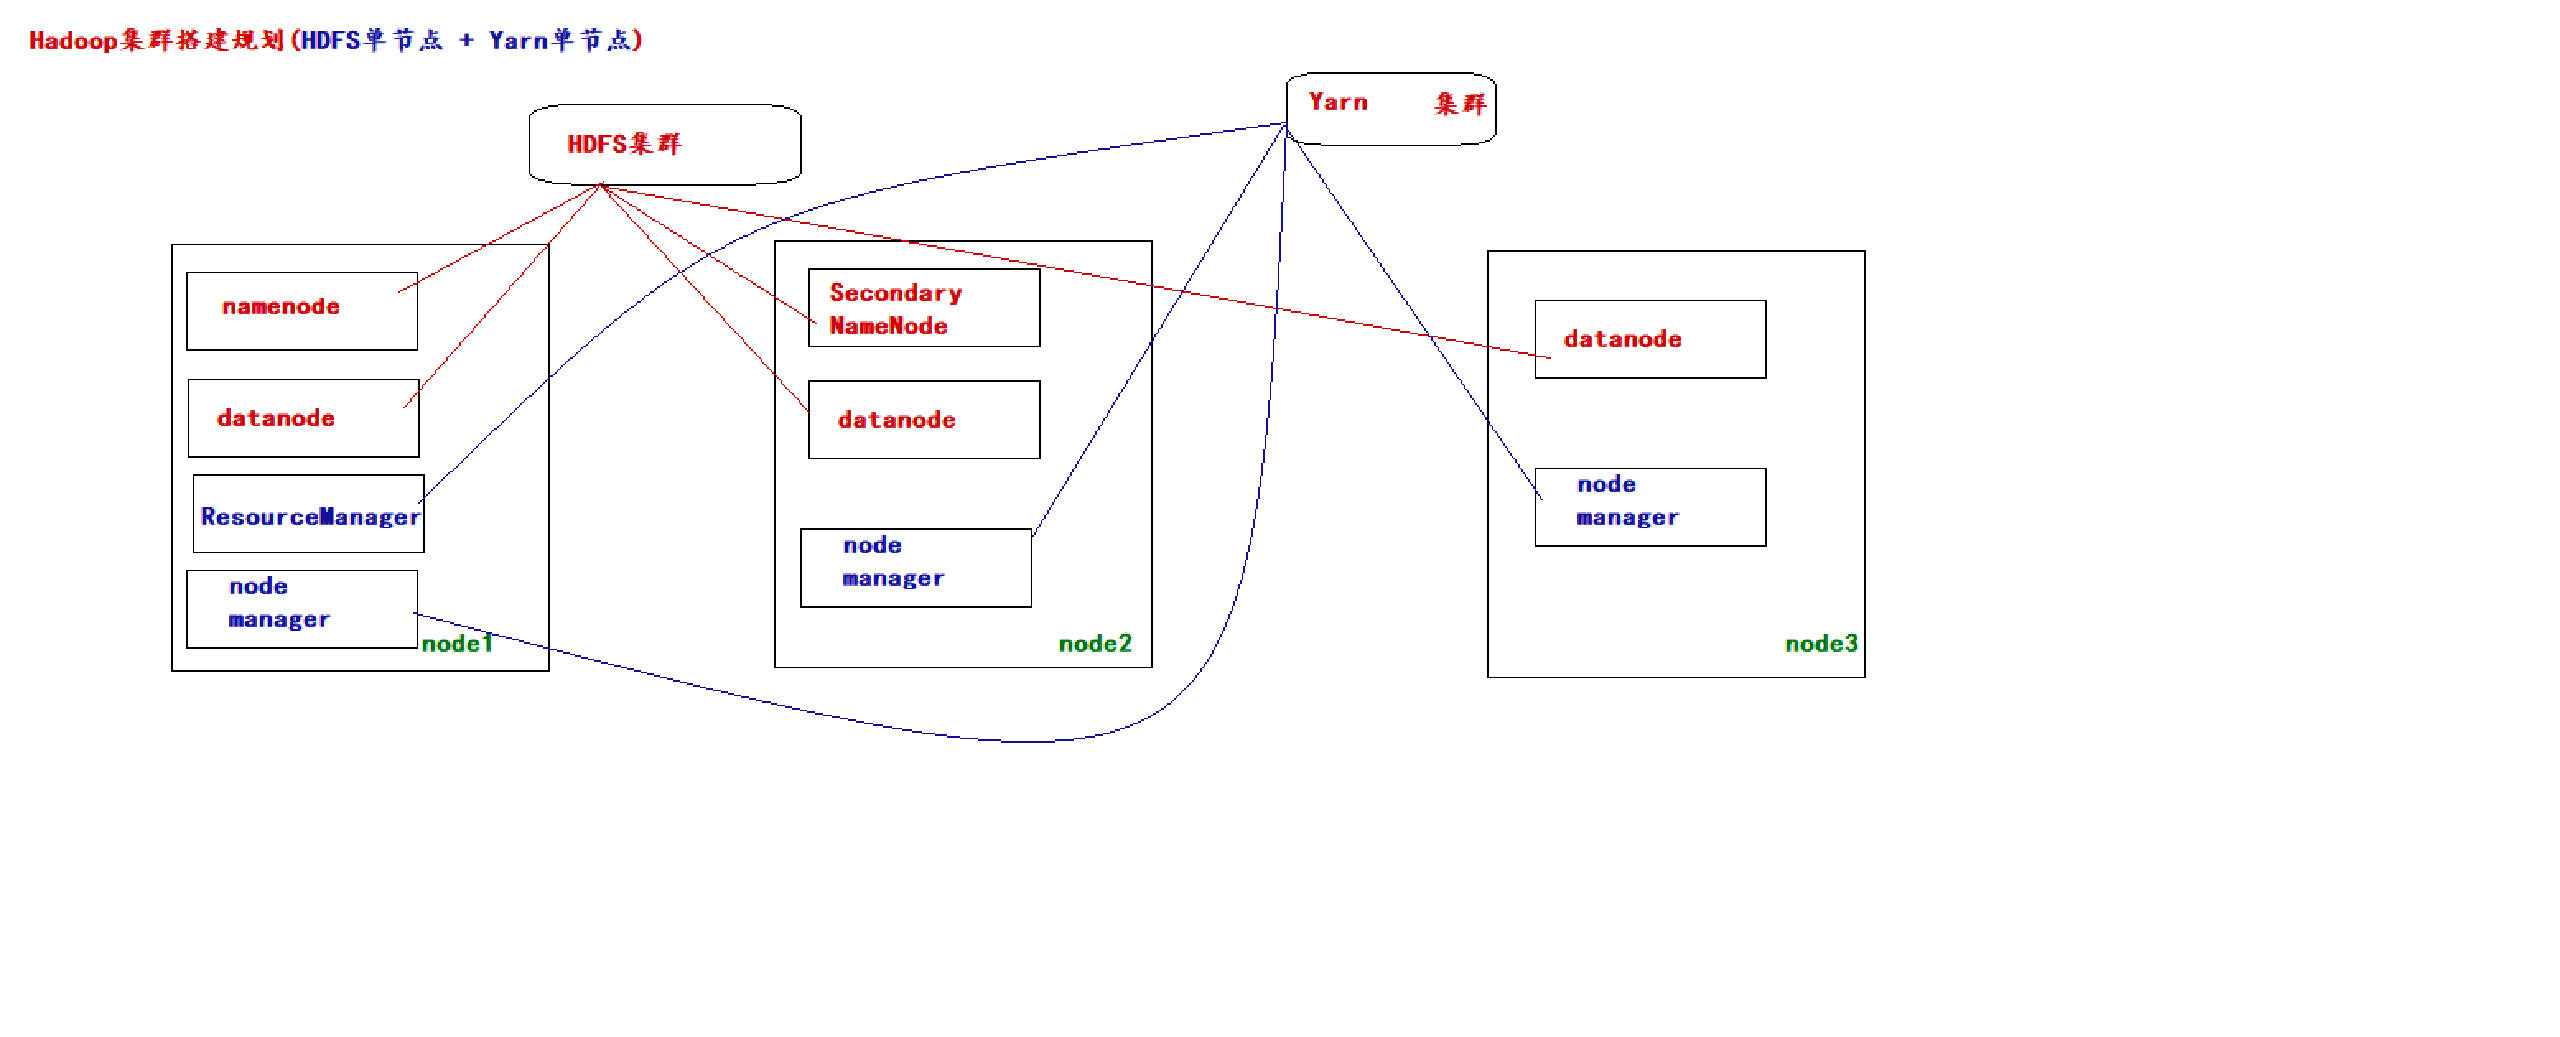 Hadoop集群搭建规划(HDFS单节点 + Yarn单节点)
HDFS集群
Yarn 集群
namenode
datanode
ResourceManager
node
manager
node1
Secondary
NameNode
datanode
node
manager
node2
datanode
node
manager
node3